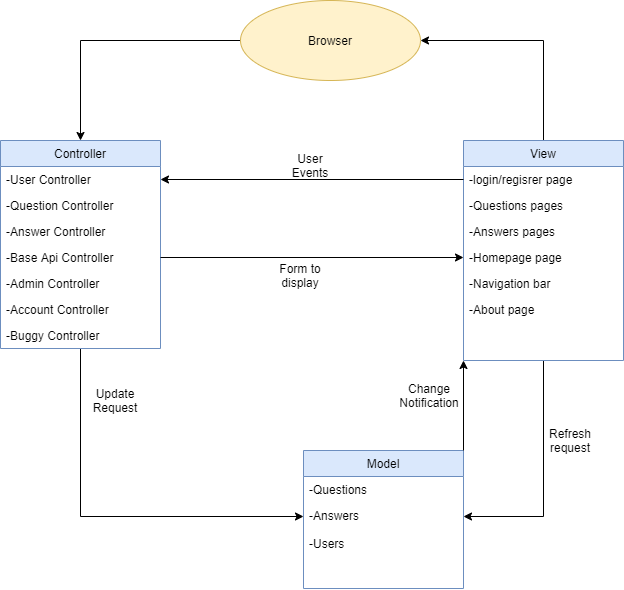 Browser
Controller
-User Controller
-Question Controller
-Answer Controller
-Base Api Controller
-Admin Controller
-Account Controller
-Buggy Controller
User
Events
Form to
display
View
-login/regisrer page
-Questions pages
-Answers pages
-Homepage page
-Navigation bar
-About page
Update
Request
Change
Notification
Refresh
request
Model
-Questions
-Answers
-Users